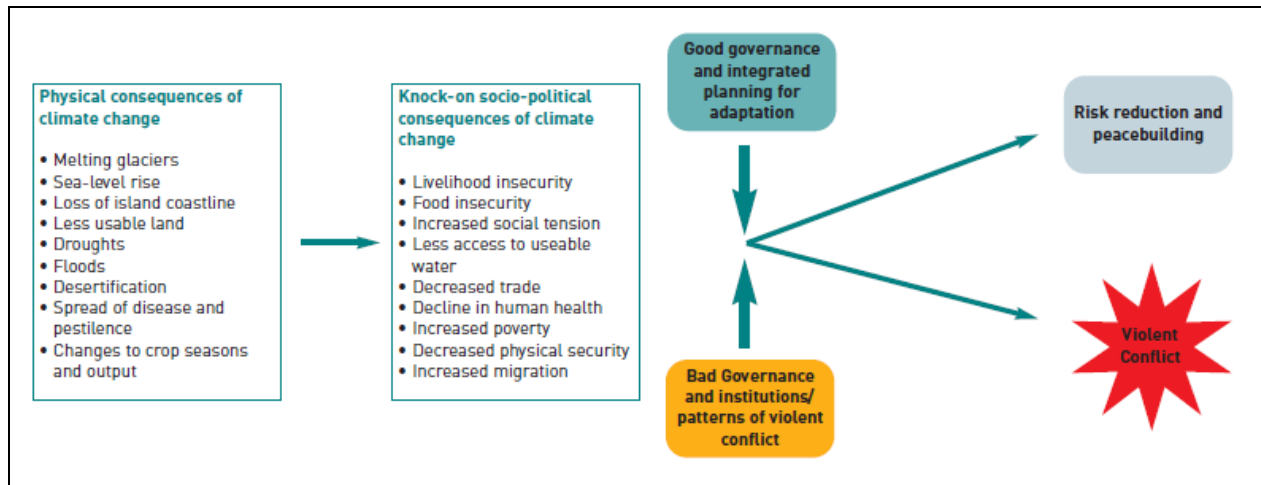 Physical consequences of
climate change
• Melting glaciers
• Sea-level rise
• Loss of island coastline
• Less usable land
• Droughts
• Floods
• Desertification
• Spread of disease and
pestilence
• Changes to crop seasons
and output
Knock-on socio-political
consequences of climate
change
• Livelihood insecurity
• Food insecurity
• Increased social tension
• Less access to useable
water
• Decreased trade
• Decline in human health
• Increased poverty
• Decreased physical security
• Increased migration
Good governance
and integrated
planning for
adaptation
Bad Governance
and institutions/
patterns of violent
conflict
Risk reduction and
peacebuilding
Violent
Conflict